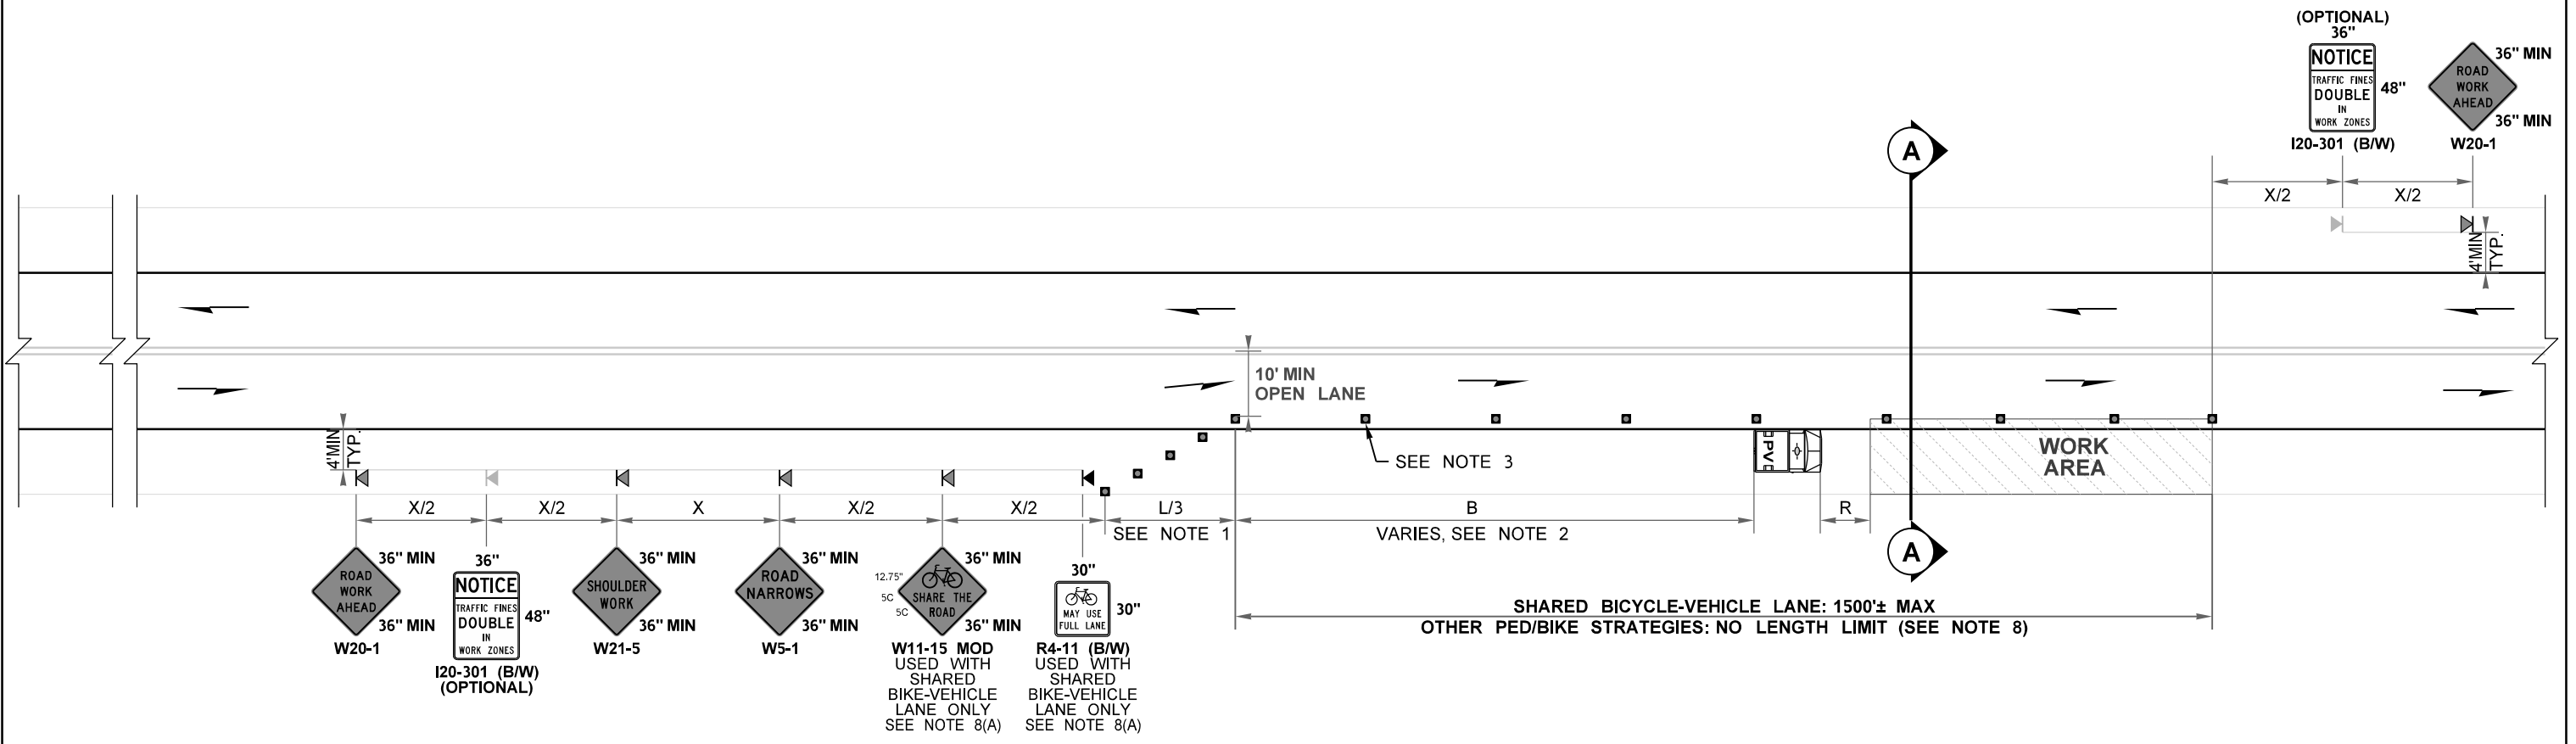 (OPTIONAL)
36"
NOTICE
TRAFFIC FINES
DOUBLE
IN
WORK ZONES
48"
I20-301 (B/W)
ROAD
WORK
AHEAD
36" MIN
36" MIN
W20-1
A
X/2
X/2
4'MIN
TYP.
10' MIN
OPEN LANE
4'MIN
TYP.
SEE NOTE 3
PV
WORK
AREA
X/2
X/2
X
X/2
X/2
L/3
SEE NOTE 1
B
VARIES, SEE NOTE 2
R
A
ROAD
WORK
AHEAD
36" MIN
36" MIN
W20-1
36"
NOTICE
TRAFFIC FINES
DOUBLE
IN
WORK ZONES
48"
I20-301 (B/W)
(OPTIONAL)
SHOULDER
WORK
36" MIN
36" MIN
W21-5
ROAD
NARROWS
36" MIN
36" MIN
W5-1
12.75"
5C
5C
SHARE THE
ROAD
36" MIN
36" MIN
W11-15 MOD
USED WITH
SHARED
BIKE-VEHICLE
LANE ONLY
SEE NOTE 8(A)
30"
MAY USE
FULL LANE
30"
R4-11 (B/W)
USED WITH
SHARED
BIKE-VEHICLE
LANE ONLY
SEE NOTE 8(A)
SHARED BICYCLE-VEHICLE LANE: 1500'± MAX
OTHER PED/BIKE STRATEGIES: NO LENGTH LIMIT (SEE NOTE 8)